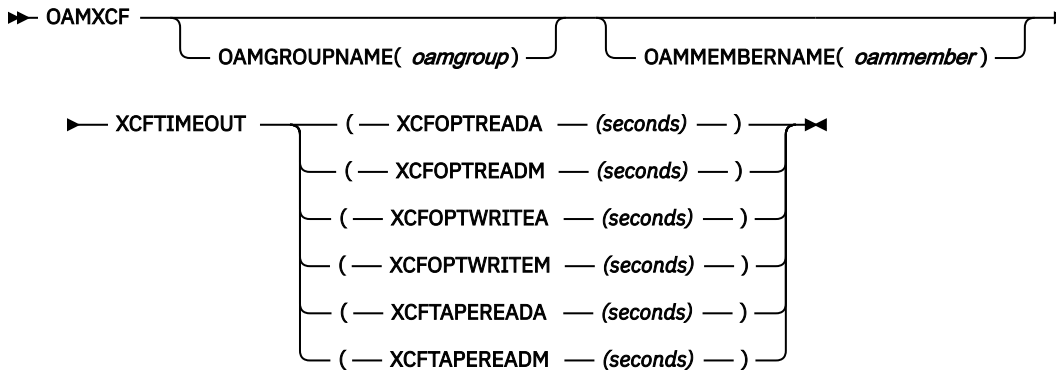 OAMXCF
OAMGROUPNAME( oamgroup) OAMMEMBERNAME( oammember)
XCFTIMEOUT ( XCFOPTREADA (seconds) )
( XCFOPTREADM (seconds) )
( XCFOPTWRITEA (seconds) )
( XCFOPTWRITEM (seconds) )
( XCFTAPEREADA (seconds) )
( XCFTAPEREADM (seconds) )